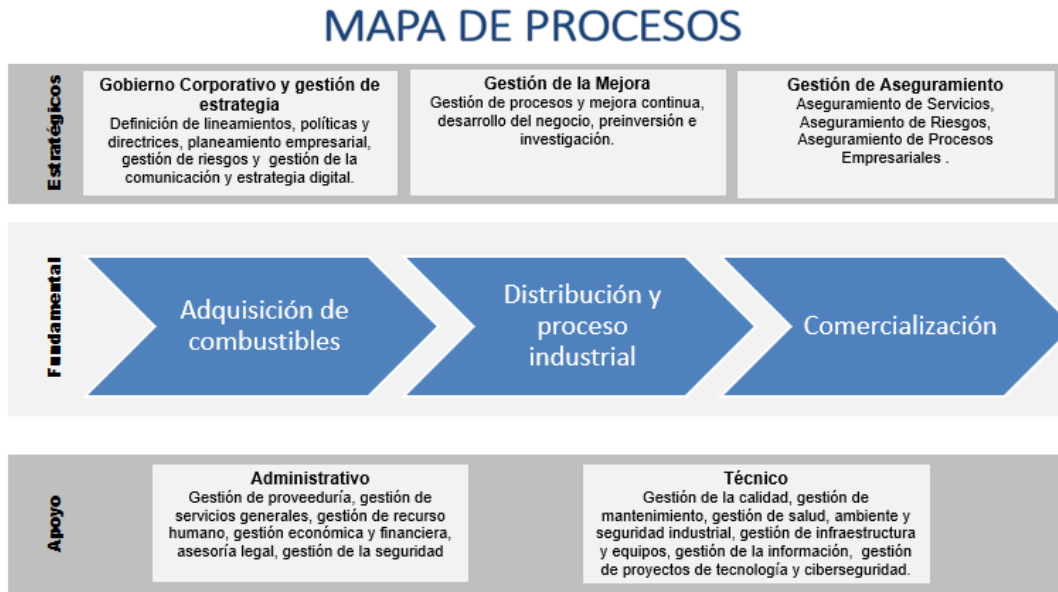 MAPA DE PROCESOS
Estratégicos
Gobierno Corporativo y gestión de
estrategia
Definición de lineamientos, políticas y
directrices, planeamiento empresarial,
gestión de riesgos y gestión de la
comunicación y estrategia digital.
Gestión de la Mejora
Gestión de procesos y mejora continua,
desarrollo del negocio, preinversión e
investigación.
Gestión de Aseguramiento
Aseguramiento de Servicios,
Aseguramiento de Riesgos,
Aseguramiento de Procesos
Empresariales .
Fundamental
Adquisición de
combustibles
Distribución y
proceso
industrial
Comercialización
Apoyo
Administrativo
Gestión de proveeduría, gestión de
servicios generales, gestión de recurso
humano, gestión económica y financiera,
asesoría legal, gestión de la seguridad
Técnico
Gestión de la calidad, gestión de
mantenimiento, gestión de salud, ambiente y
seguridad industrial, gestión de infraestructura
y equipos, gestión de la información, gestión
de proyectos de tecnología y ciberseguridad.